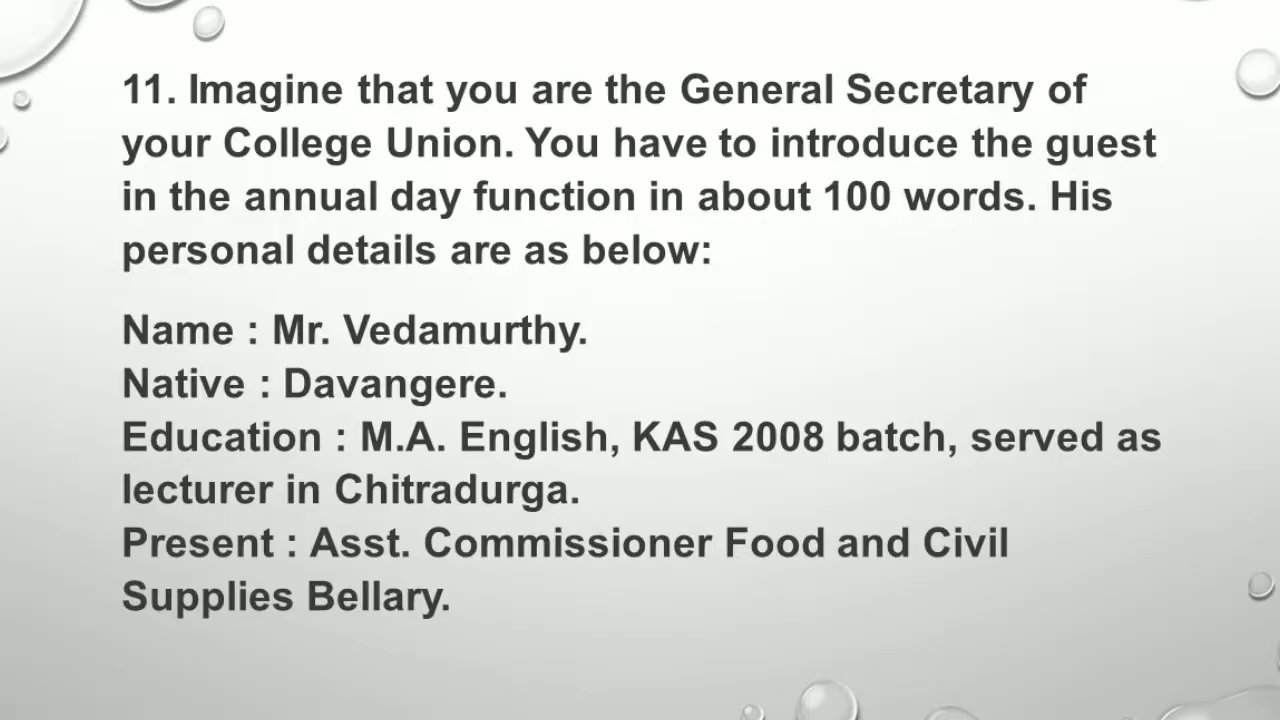 11. Imagine that you are the General Secretary of
your College Union. You have to introduce the guest
in the annual day function in about 100 words. His
personal details are as below:
Name : Mr. Vedamurthy.
Native : Davangere.
Education : M.A. English, KAS 2008 batch, served as
lecturer in Chitradurga.
Present : Asst. Commissioner Food and Civil
Supplies Bellary.